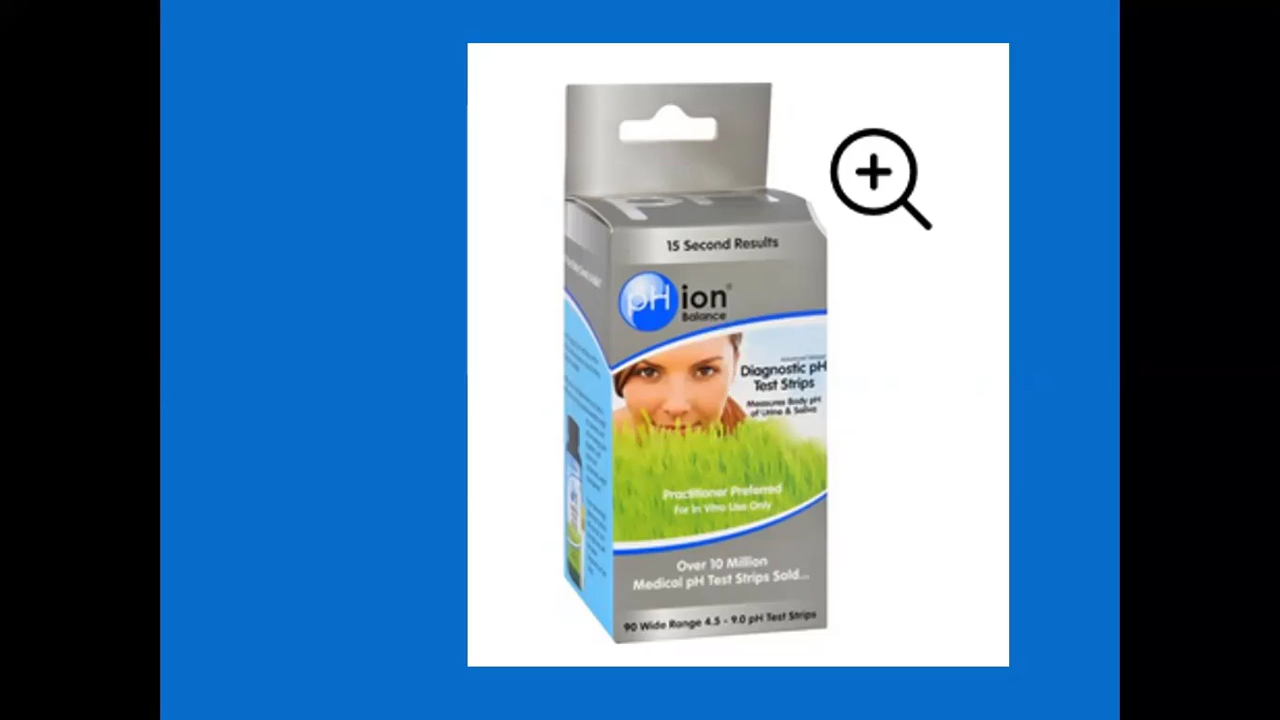 pH
15 Second Results
pH ion®
Balance
Diagnostic pH
Test Strips
Measures Body pH
of Urine & Saliva
Practitioner Preferred
For In Vitro Use Only
Over 10 Million
Medical pH Test Strips Sold...
90 Wide Range 4.5 - 9.0 pH Test Strips